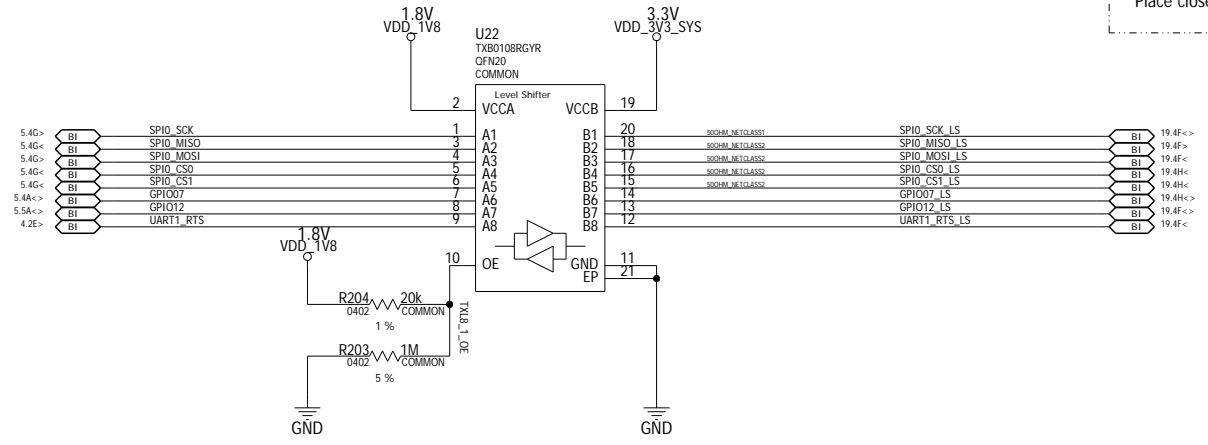 Place close
1.8V
VDD_1V8
3.3V
VDD_3V3_SYS
U22
TXB0108RGYR
QFN20
COMMON
Level Shifter
2 VCCA VCCB 19
5.4G> BI SPI0_SCK 1 A1 B1 20 50OHM_NETCLASS1 SPI0_SCK_LS BI 19.4F<>
5.4G< BI SPI0_MISO 3 A2 B2 18 50OHM_NETCLASS2 SPI0_MISO_LS BI 19.4F>
5.4G> BI SPI0_MOSI 4 A3 B3 17 50OHM_NETCLASS2 SPI0_MOSI_LS BI 19.4F<
5.4G< BI SPI0_CS0 5 A4 B4 16 50OHM_NETCLASS2 SPI0_CS0_LS BI 19.4H<
5.4G< BI SPI0_CS1 6 A5 B5 15 50OHM_NETCLASS2 SPI0_CS1_LS BI 19.4H<
5.4A<> BI GPIO07 7 A6 B6 14 GPIO07_LS BI 19.4H<>
5.5A<> BI GPIO12 8 A7 B7 13 GPIO12_LS BI 19.4F<>
4.2E> BI UART1_RTS 9 A8 B8 12 UART1_RTS_LS BI 19.4F<
1.8V
VDD_1V8
10 OE GND 11
EP 21
R204 20k
0402 COMMON
1 %
TXL8_1_OE
R203 1M
0402 COMMON
5 %
GND
GND